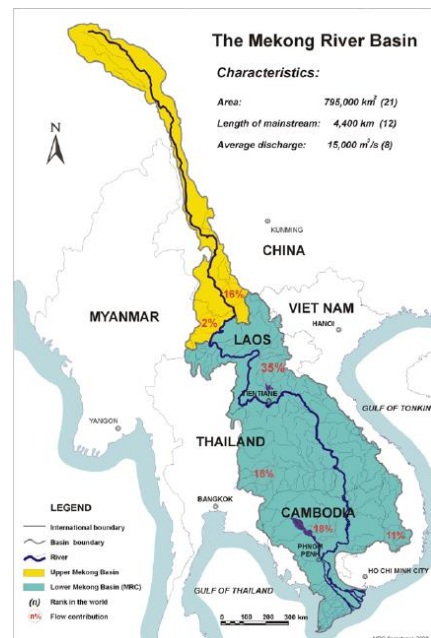 The Mekong River Basin
Characteristics:
Area: 795,000 km² (21)
Length of mainstream: 4,400 km (12)
Average discharge: 15,000 m³/s (8)
N
KUNMING
CHINA
16%
MYANMAR
2%
VIET NAM
HANOI
LAOS
35%
VIENTIANE
GULF OF TONKIN
YANGON
THAILAND
18%
LEGEND
BANGKOK
CAMBODIA
18%
11%
PHNOM
PENH
HO CHI MINH CITY
International boundary
Basin boundary
River
Upper Mekong Basin
Lower Mekong Basin (MRC)
(n) Rank in the world
n% Flow contribution
GULF OF THAILAND
100 0 100 200 300 km